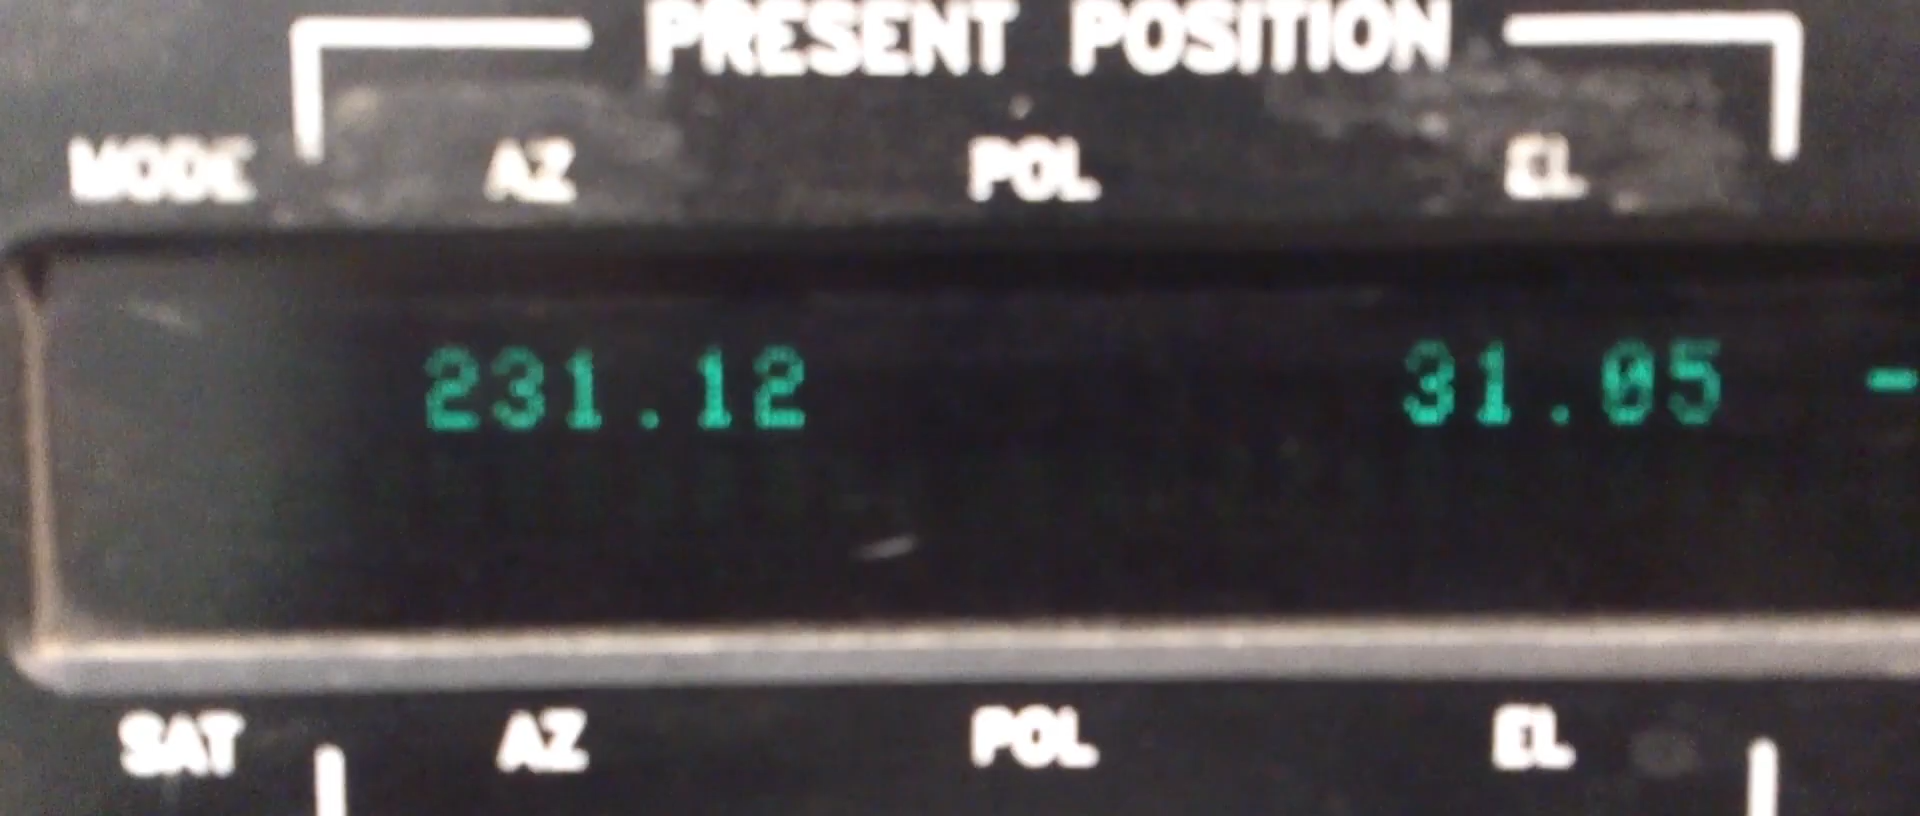 PRESENT POSITION
MODE AZ POL EL
231.12 31.05 -
SAT AZ POL EL